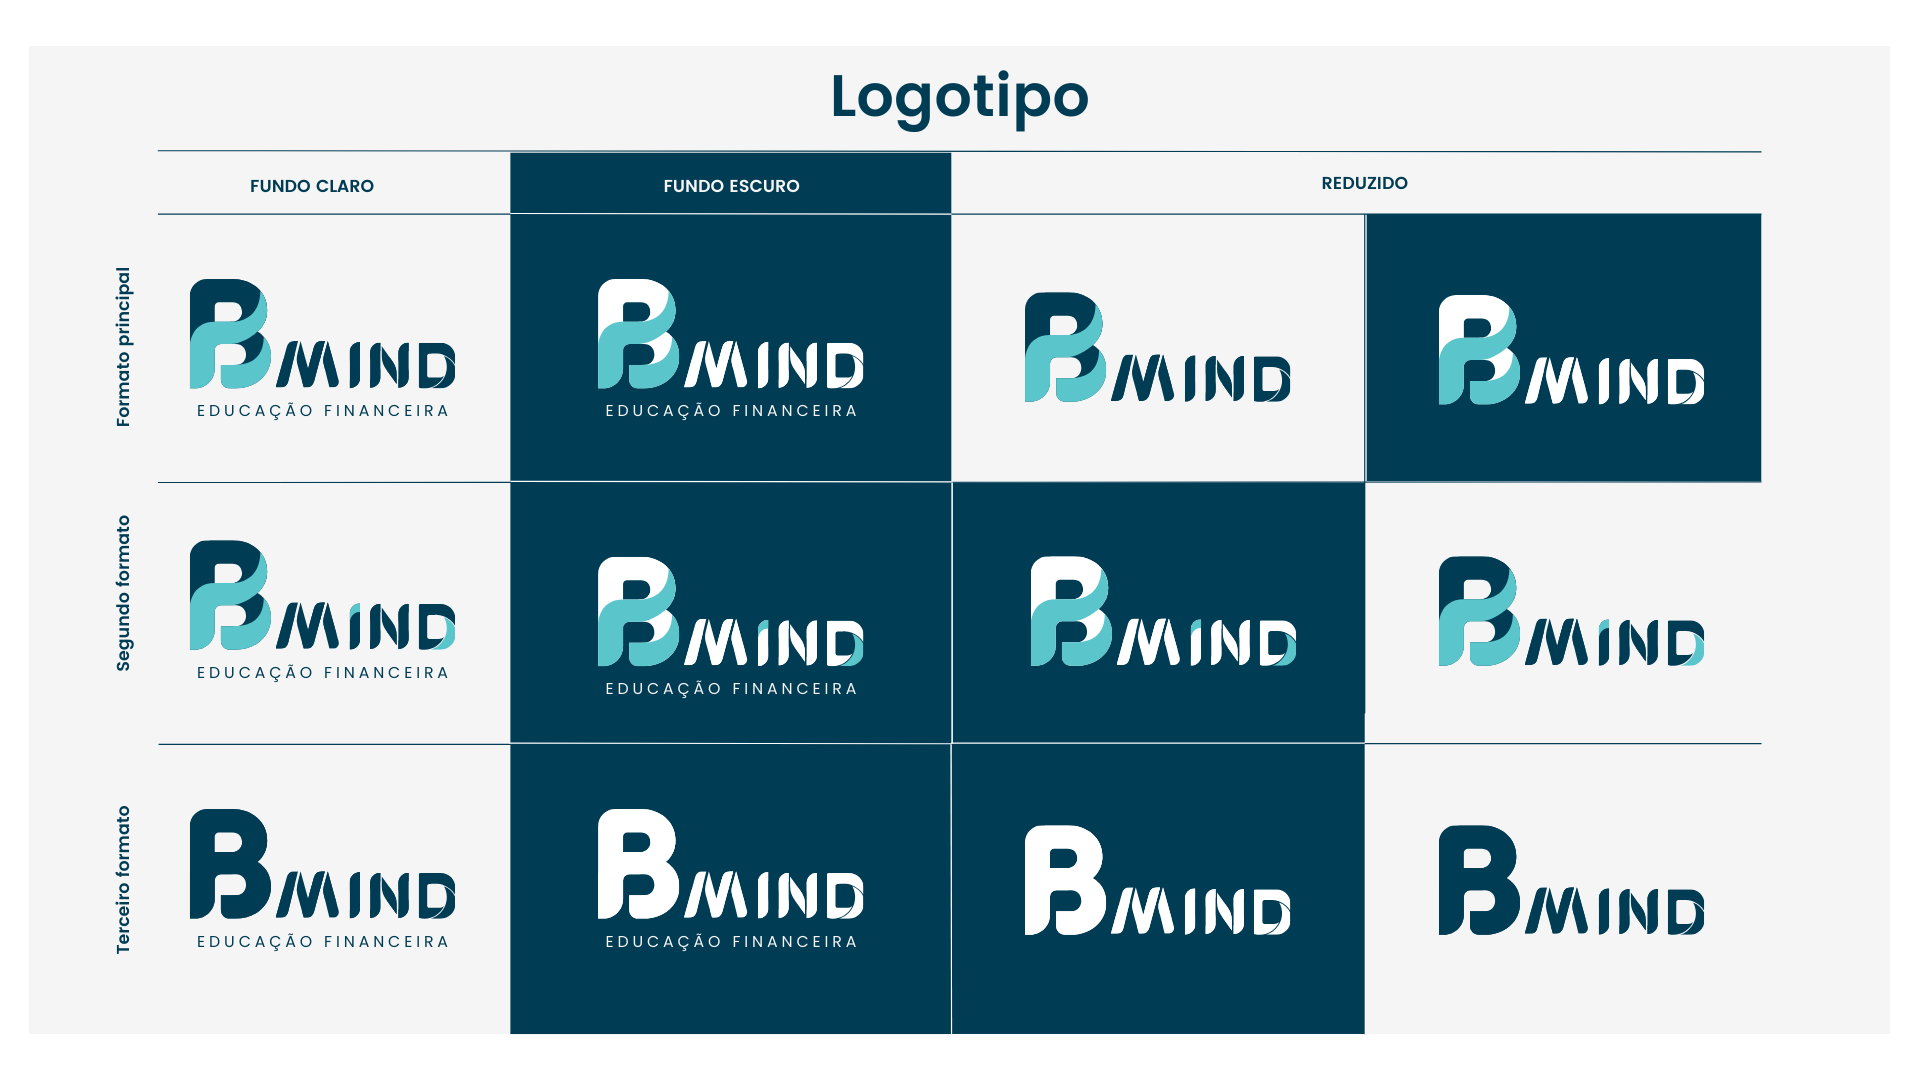 Logotipo
FUNDO CLARO
FUNDO ESCURO
REDUZIDO
Formato principal
BMIND
EDUCAÇÃO FINANCEIRA
BMIND
EDUCAÇÃO FINANCEIRA
BMIND
BMIND
Segundo formato
BMIND
EDUCAÇÃO FINANCEIRA
BMIND
EDUCAÇÃO FINANCEIRA
BMIND
BMIND
Terceiro formato
BMIND
EDUCAÇÃO FINANCEIRA
BMIND
EDUCAÇÃO FINANCEIRA
BMIND
BMIND